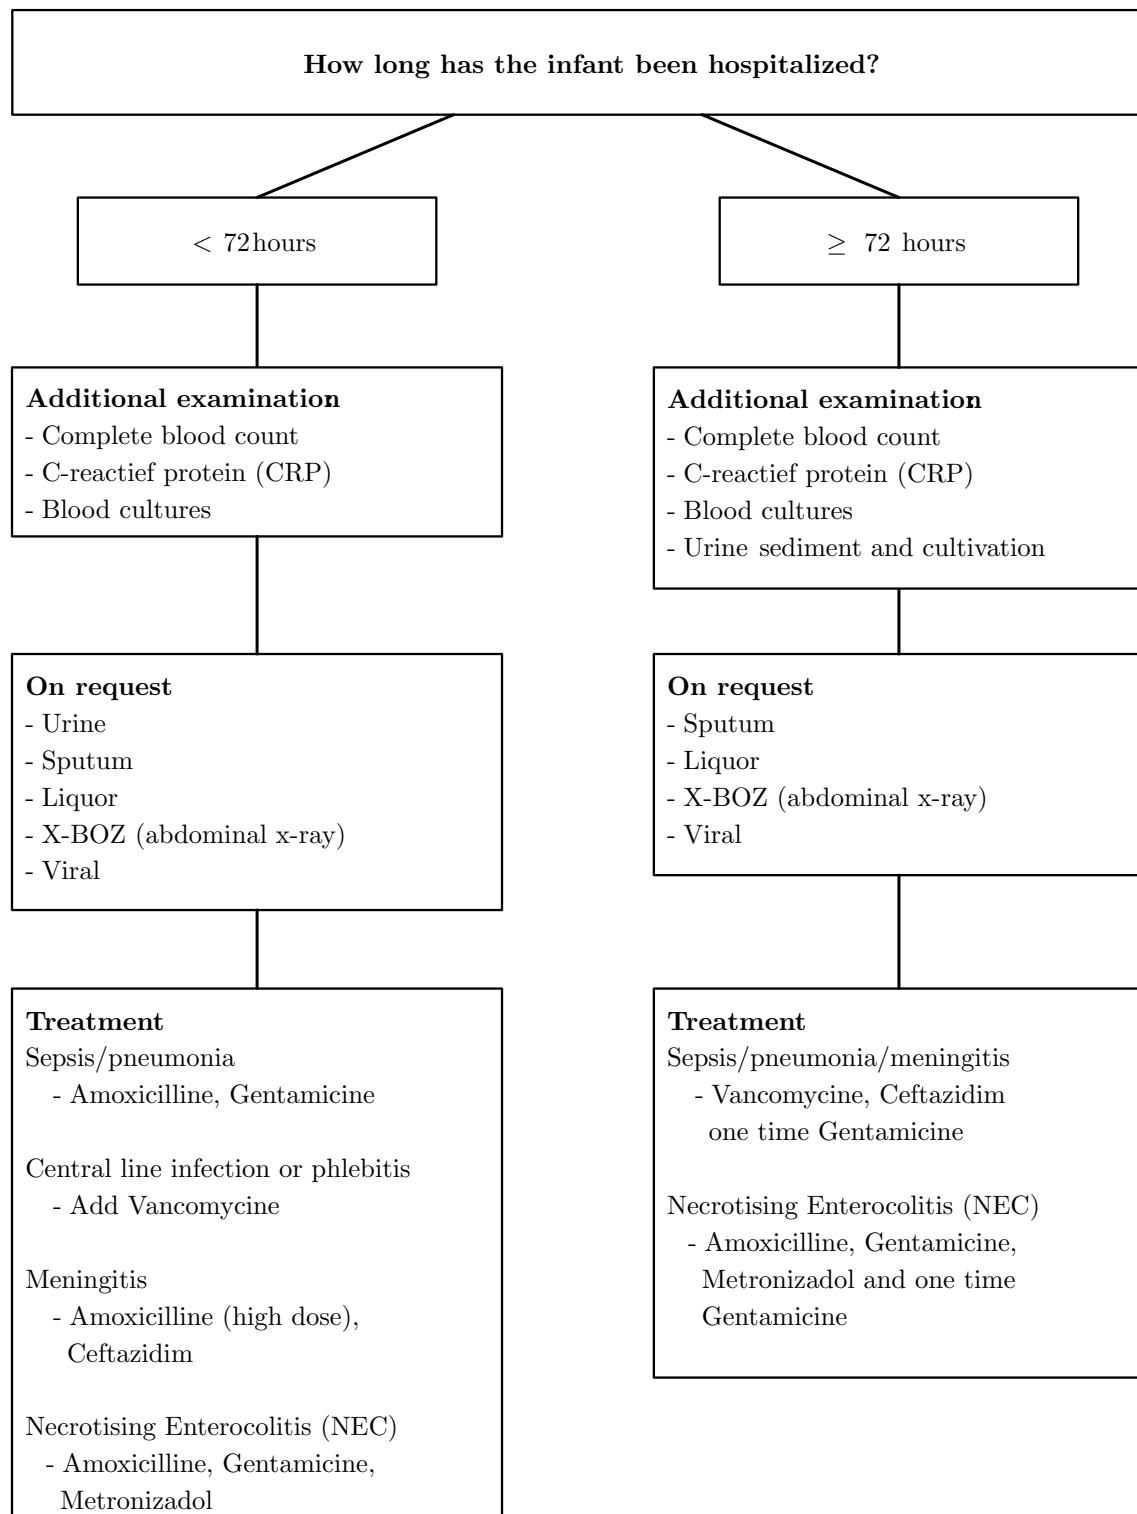 How long has the infant been hospitalized?
< 72hours
Additional examination
- Complete blood count
- C-reactief protein (CRP)
- Blood cultures
On request
- Urine
- Sputum
- Liquor
- X-BOZ (abdominal x-ray)
- Viral
Treatment
Sepsis/pneumonia
- Amoxicilline, Gentamicine
Central line infection or phlebitis
- Add Vancomycine
Meningitis
- Amoxicilline (high dose),
Ceftazidim
Necrotising Enterocolitis (NEC)
- Amoxicilline, Gentamicine,
Metronizadol
≥ 72 hours
Additional examination
- Complete blood count
- C-reactief protein (CRP)
- Blood cultures
- Urine sediment and cultivation
On request
- Sputum
- Liquor
- X-BOZ (abdominal x-ray)
- Viral
Treatment
Sepsis/pneumonia/meningitis
- Vancomycine, Ceftazidim
one time Gentamicine
Necrotising Enterocolitis (NEC)
- Amoxicilline, Gentamicine,
Metronizadol and one time
Gentamicine